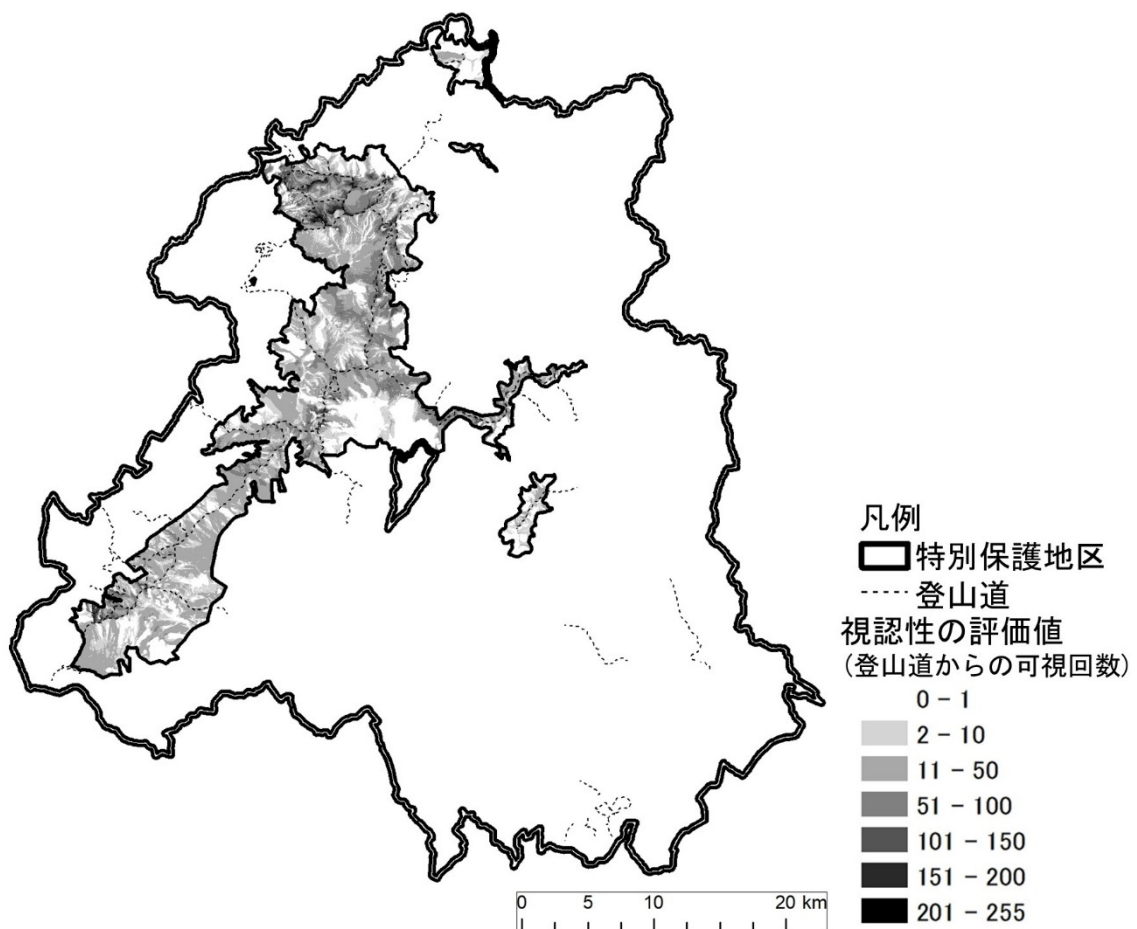 凡例
特別保護地区
登山道
視認性の評価値
(登山道からの可視回数)
0 - 1
2 - 10
11 - 50
51 - 100
101 - 150
151 - 200
201 - 255
0 5 10 20 km